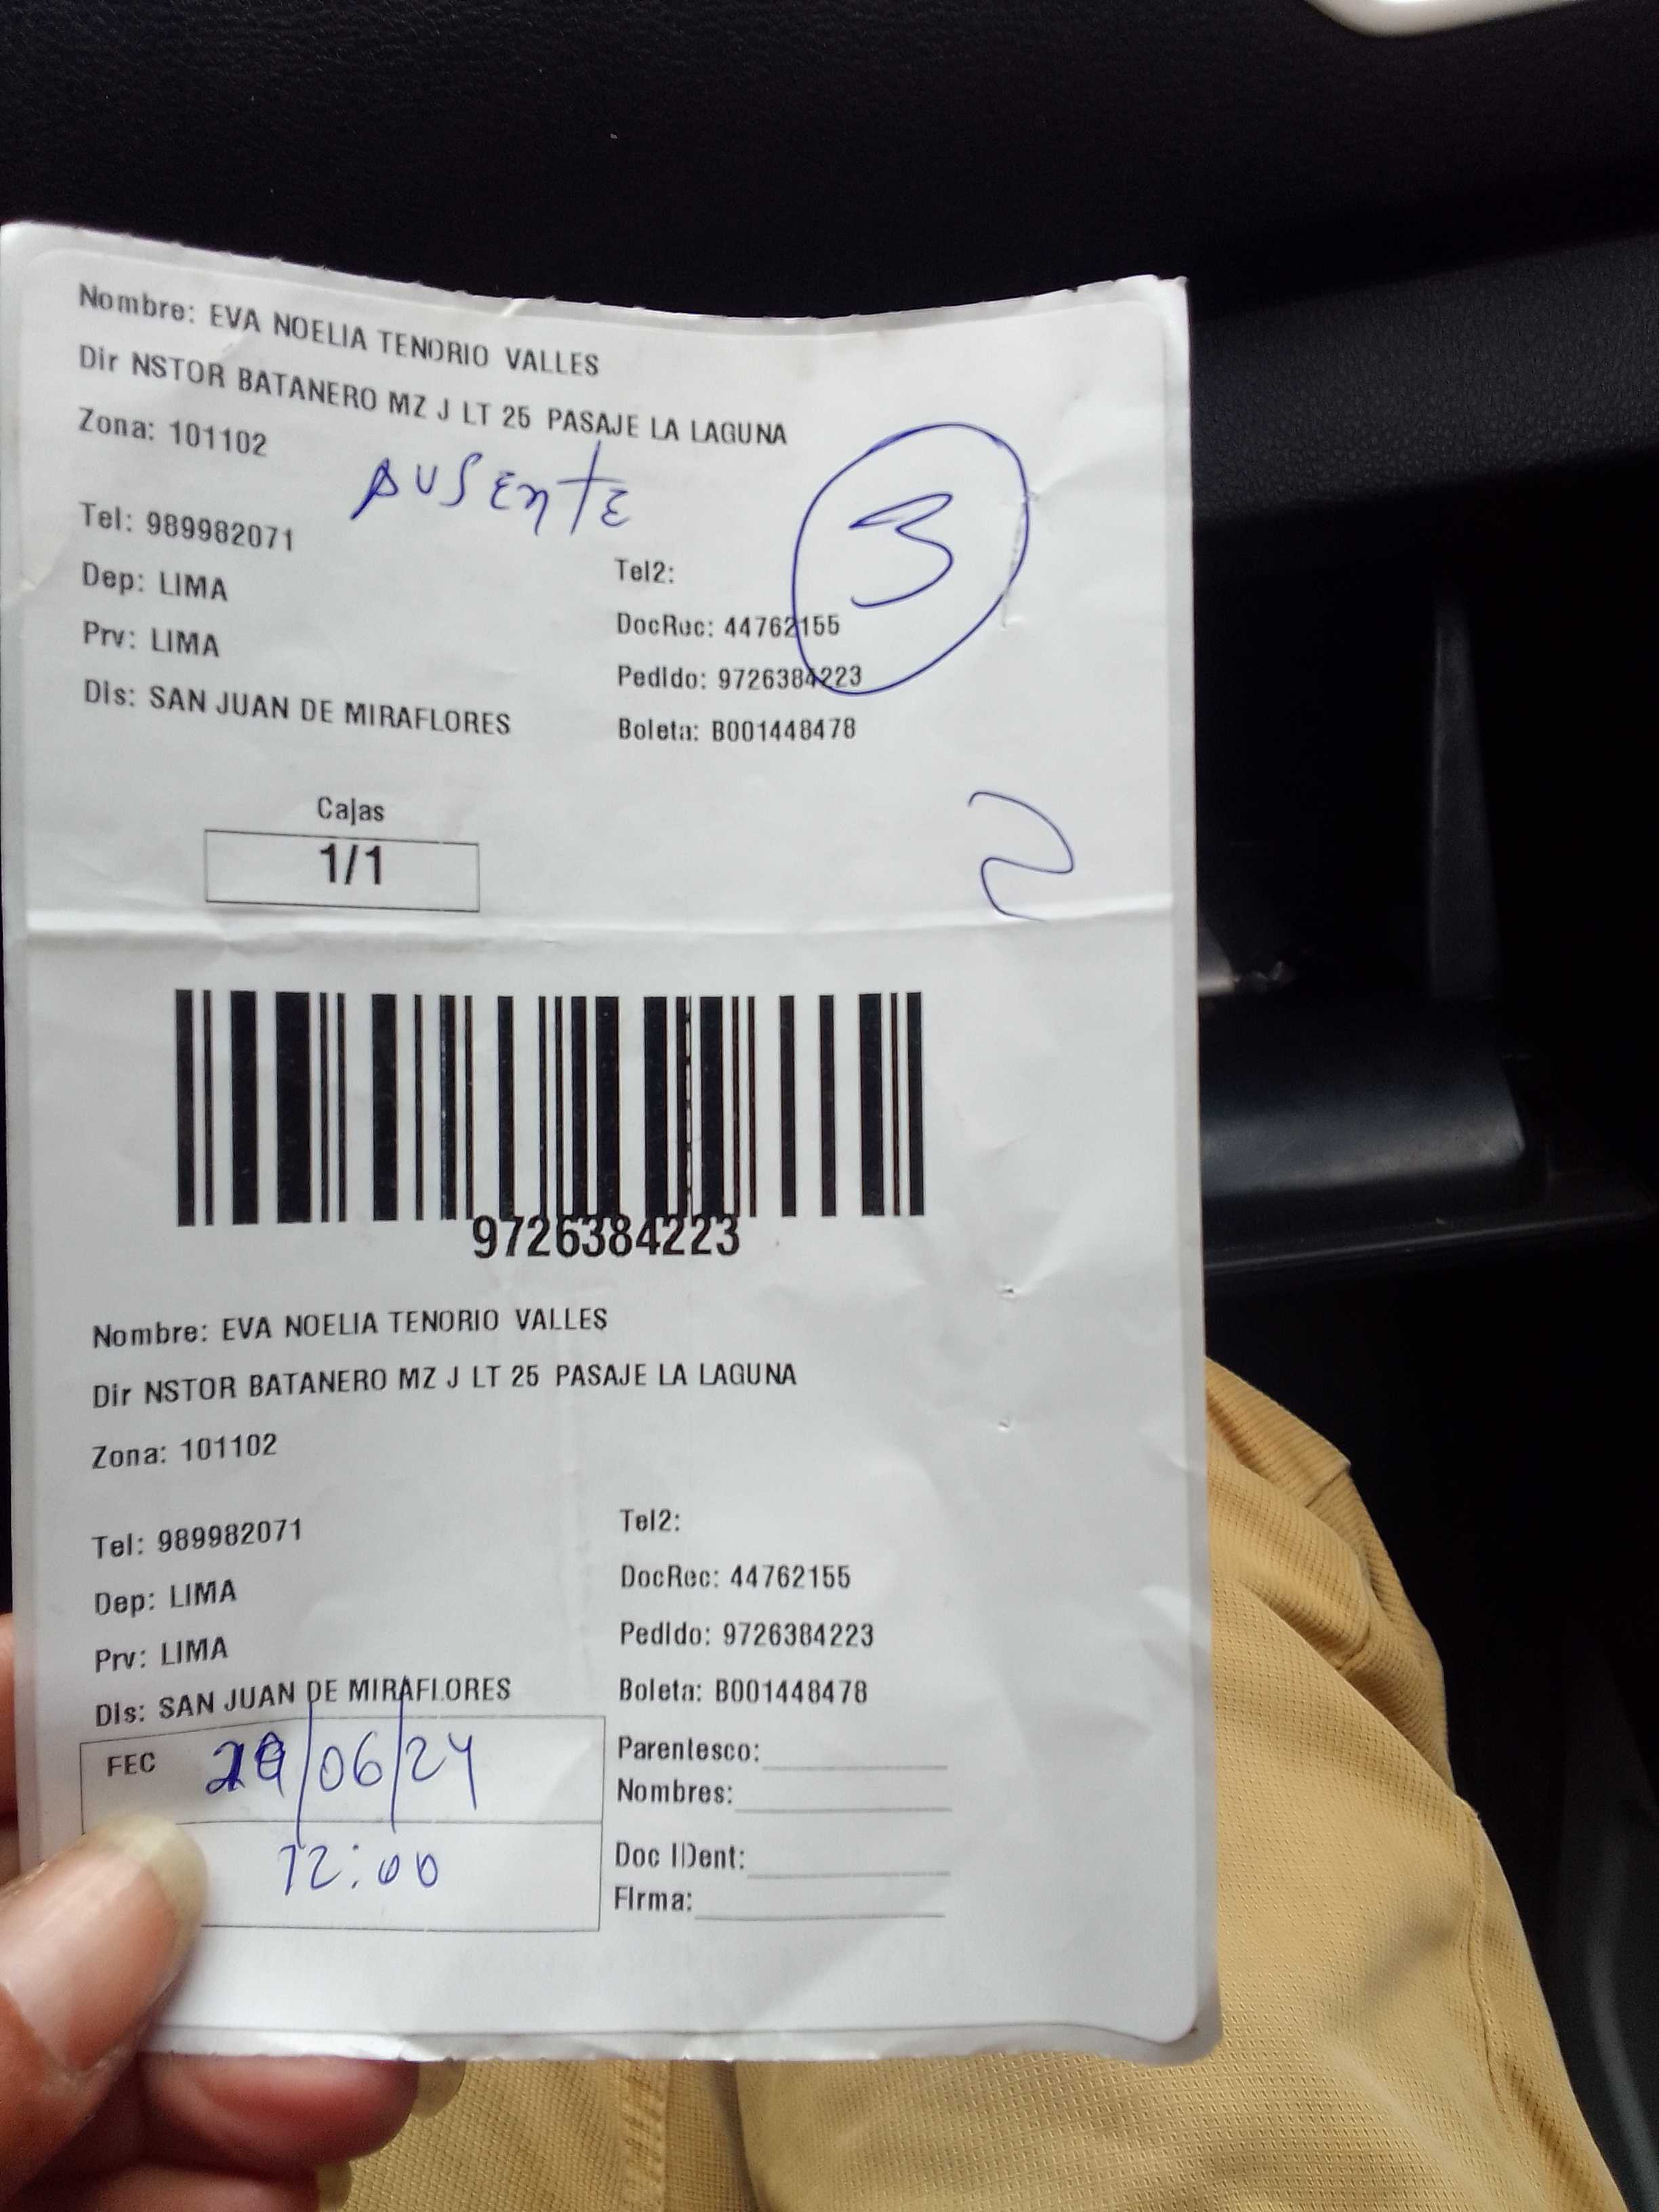 Nombre: EVA NOELIA TENORIO VALLES
Dir NSTOR BATANERO MZ J LT 25 PASAJE LA LAGUNA
Zona: 101102
AUSENTE
3
Tel: 989982071
Tel2:
Dep: LIMA
DocRec: 44762155
Prv: LIMA
Pedido: 9726384223
Dis: SAN JUAN DE MIRAFLORES
Boleta: B001448478
Cajas
1/1
2
9726384223
Nombre: EVA NOELIA TENORIO VALLES
Dir NSTOR BATANERO MZ J LT 25 PASAJE LA LAGUNA
Zona: 101102
Tel: 989982071
Tel2:
Dep: LIMA
DocRec: 44762155
Prv: LIMA
Pedido: 9726384223
Dis: SAN JUAN DE MIRAFLORES
Boleta: B001448478
FEC /06/24
12:00
Parentesco:
Nombres:
Doc IDent:
Firma: